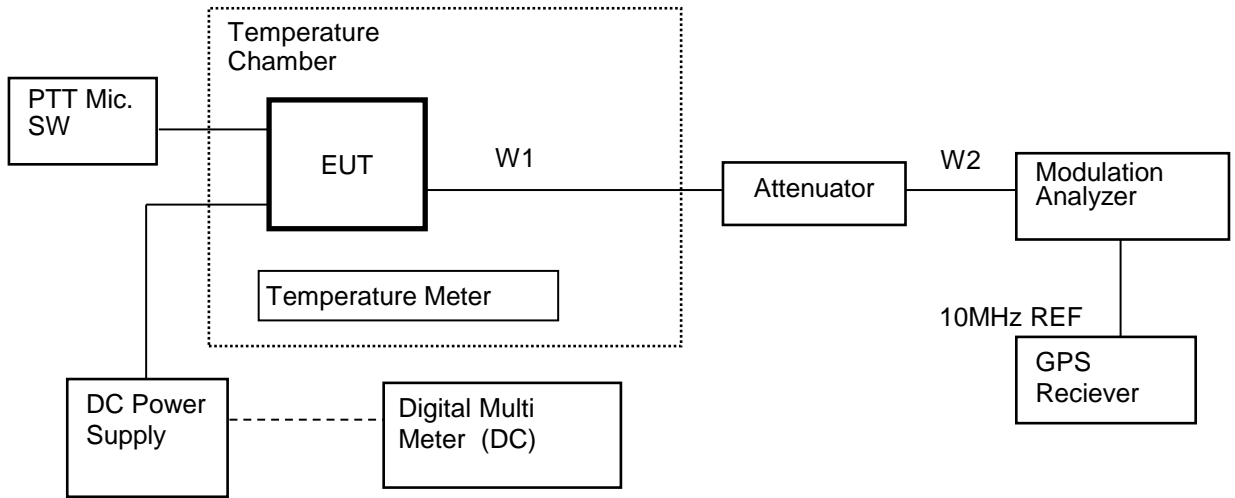 Temperature
Chamber
PTT Mic.
SW
EUT
W1
Attenuator
W2
Modulation
Analyzer
Temperature Meter
10MHz REF
GPS
Reciever
DC Power
Supply
Digital Multi
Meter (DC)